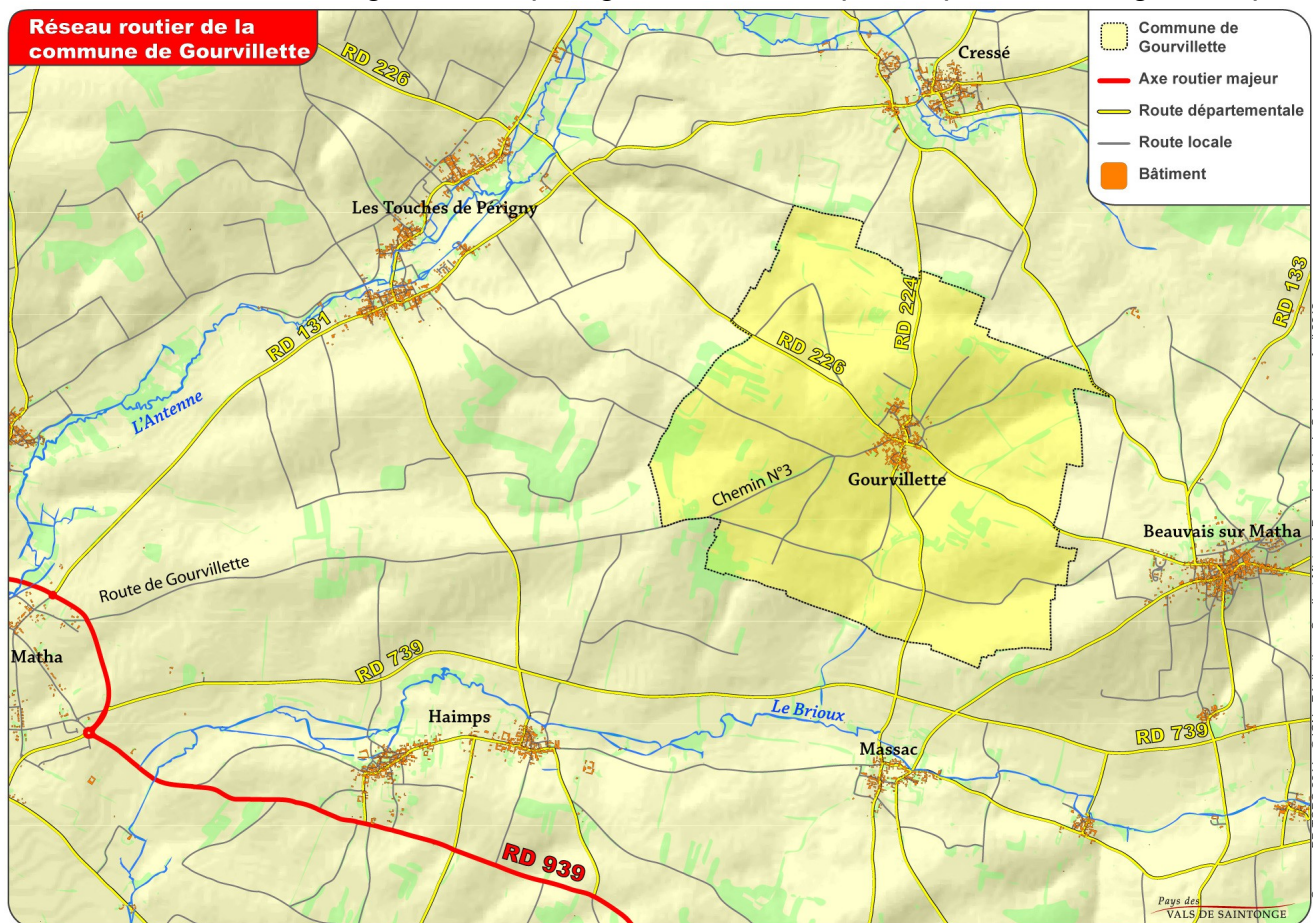 Réseau routier de la
commune de Gourvillette
Commune de
Gourvillette
Axe routier majeur
Route départementale
Route locale
Bâtiment
RD 226
Cressé
Les Touches de Périgny
RD 133
RD 224
RD 131
RD 226
L'Antenne
Chemin N°3
Gourvillette
Beauvais sur Matha
Route de Gourvillette
Matha
RD 739
Haimps
Le Brioux
RD 739
Massac
RD 939
Pays des
VALS DE SAINTONGE